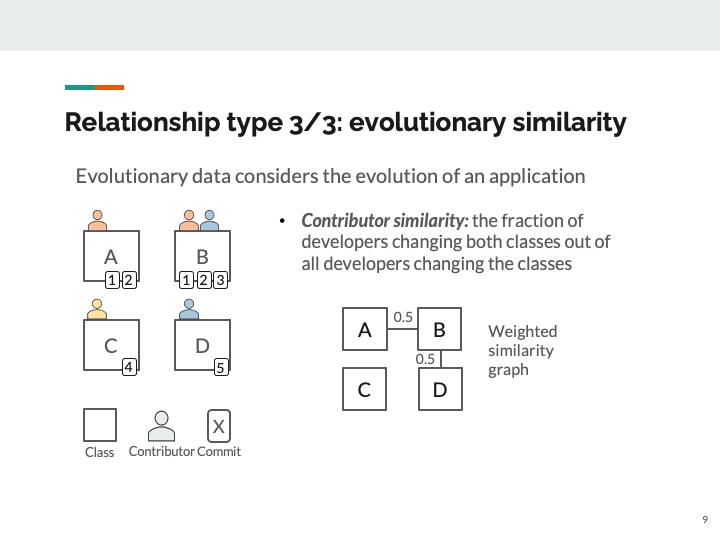 Relationship type 3/3: evolutionary similarity
Evolutionary data considers the evolution of an application
A
1 2
B
1 2 3
C
4
D
5
X
Class
Contributor
Commit
• Contributor similarity: the fraction of
developers changing both classes out of
all developers changing the classes
A 0.5 B
0.5
C D
Weighted
similarity
graph
9